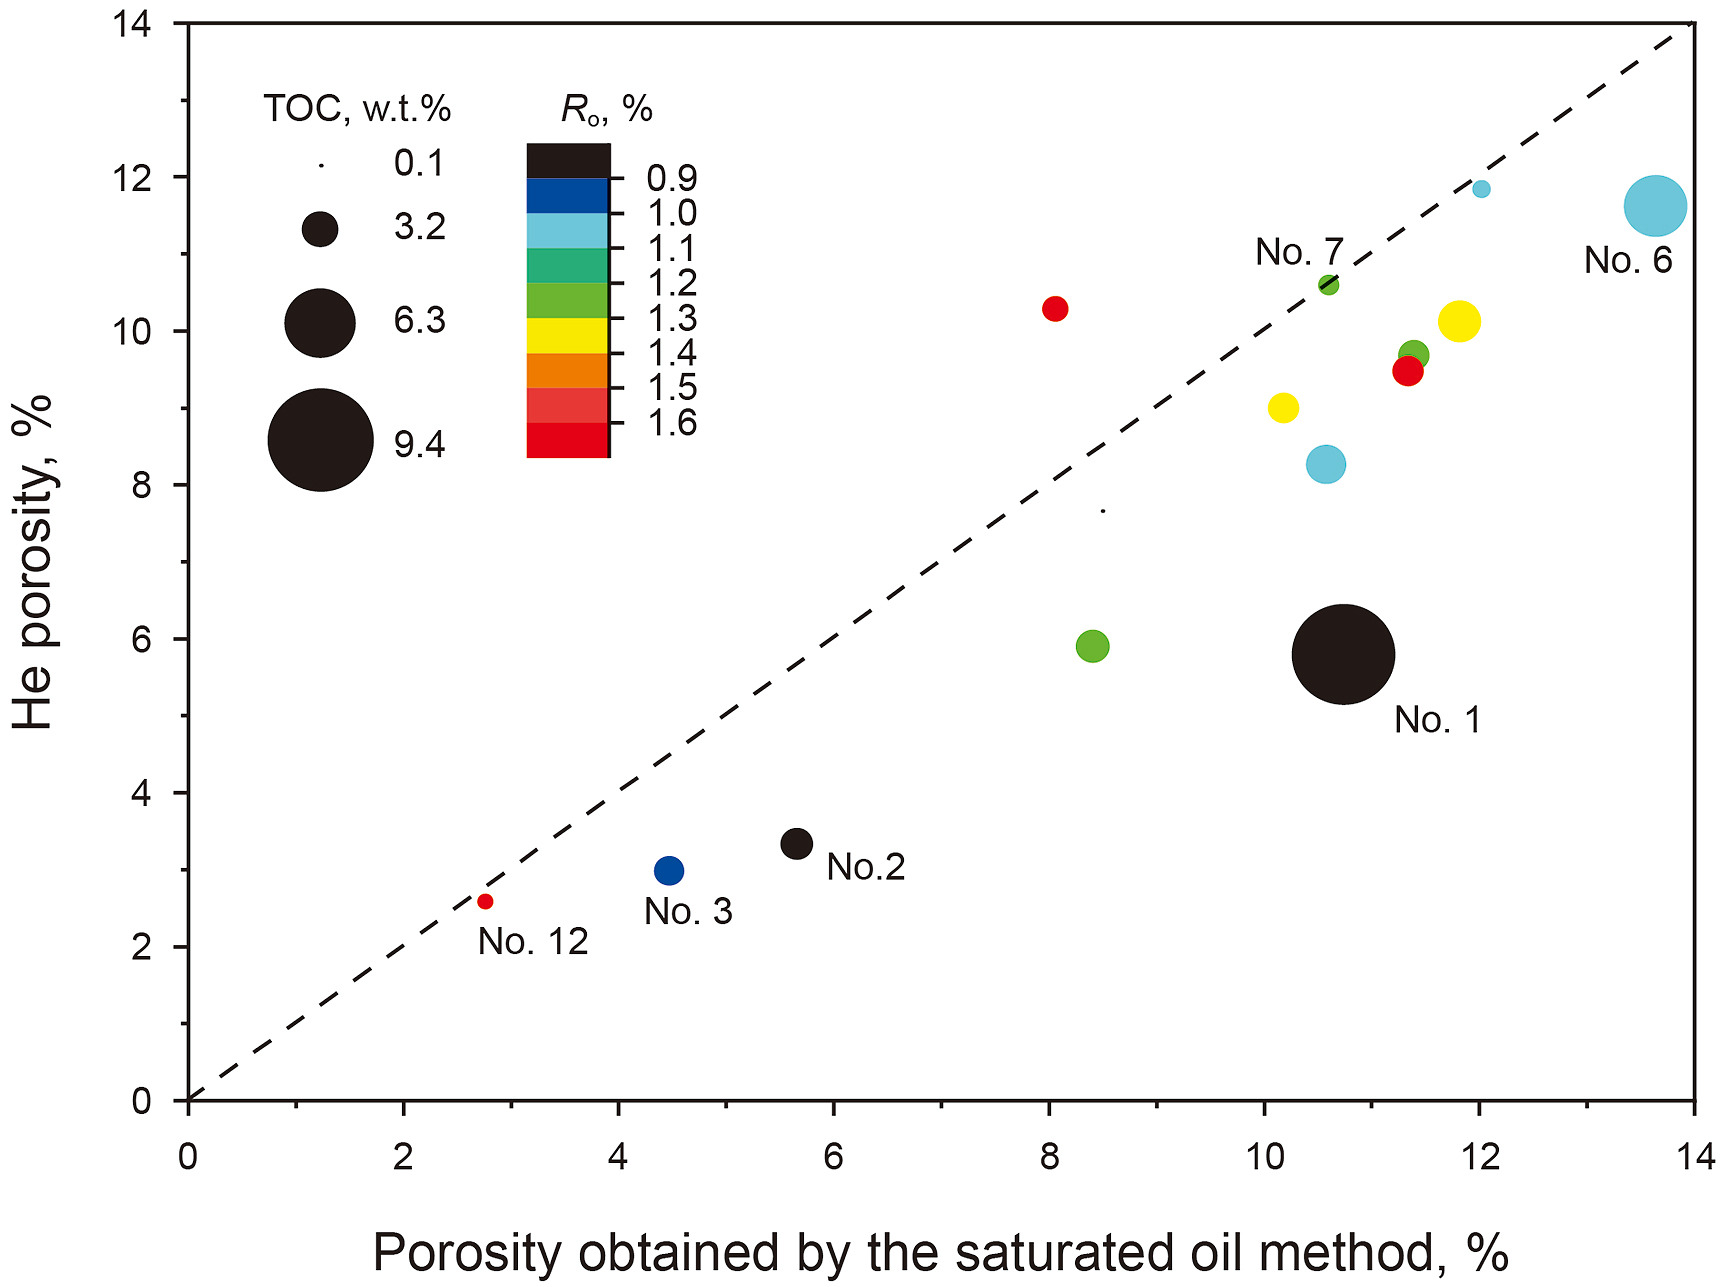 14
12
10
8
6
4
2
0
He porosity, %
TOC, w.t.%
0.1
3.2
6.3
9.4
Ro, %
0.9
1.0
1.1
1.2
1.3
1.4
1.5
1.6
No. 7
No. 6
No. 1
No.2
No. 3
No. 12
0 2 4 6 8 10 12 14
Porosity obtained by the saturated oil method, %